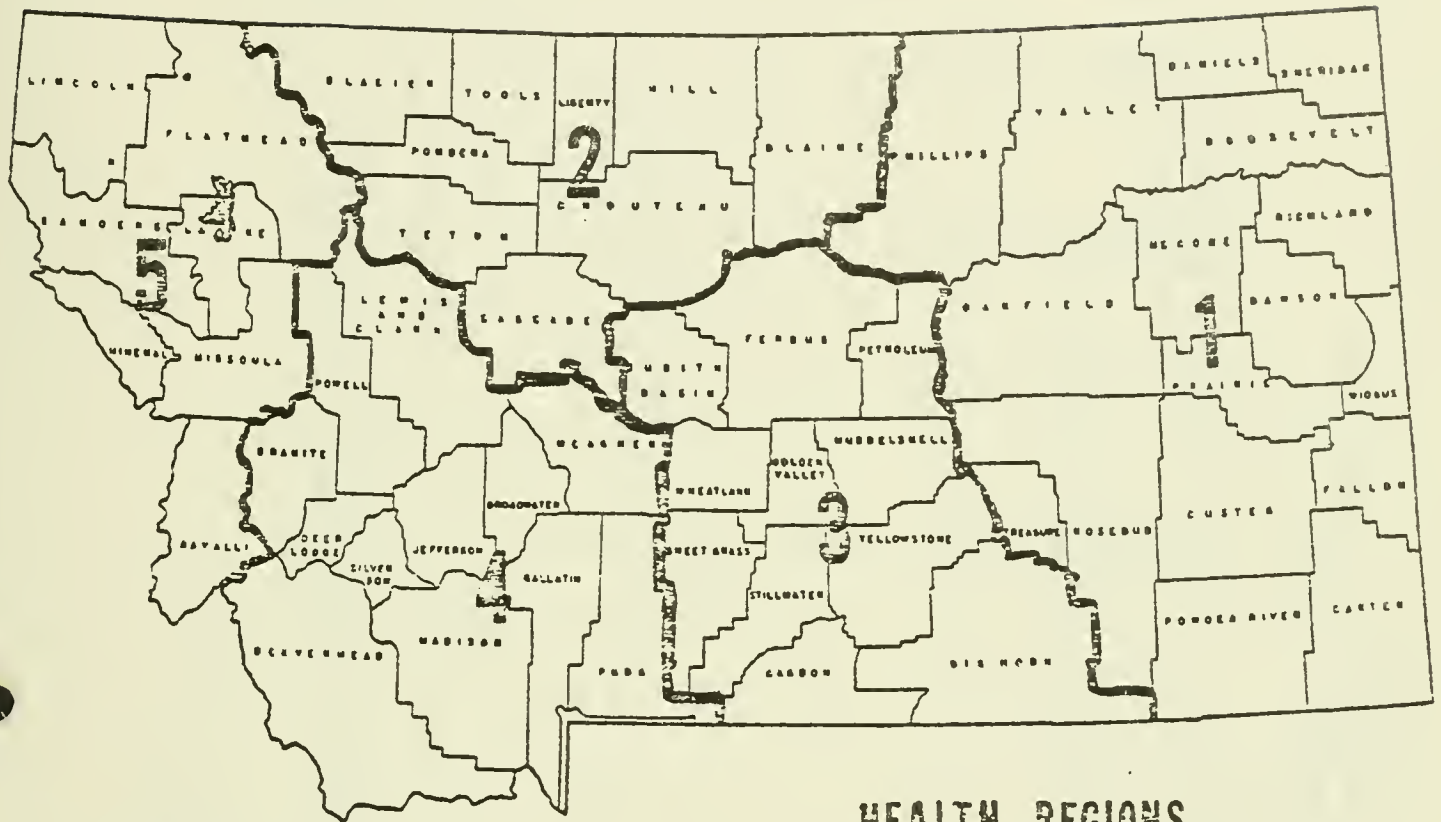 LINCOLN
FLATHEAD
GLACIER
TOOLE
LIBERTY
HILL
BLAINE
PHILLIPS
VALLEY
DANIELS
SHERIDAN
ROOSEVELT
PONDERA
2
CHOUTEAU
TETON
SANDERS
LAKE
5
4
LEWIS
AND
CLARK
CASCADE
JUDITH
BASIN
FERGUS
PETROLEUM
GARFIELD
MCCONE
RICHLAND
DAWSON
1
PRAIRIE
WIBAUX
MINERAL
MISSOULA
POWELL
GRANITE
MEAGHER
WHEATLAND
GOLDEN
VALLEY
MUSSELSHELL
BROADWATER
RAVALLI
DEER
LODGE
SILVER
BOW
JEFFERSON
4
GALLATIN
SWEET GRASS
3
YELLOWSTONE
STILLWATER
TREASURE
ROSEBUD
CUSTER
FALLON
POWDER RIVER
CARTER
BEAVERHEAD
MADISON
PARK
CARBON
BIG HORN
HEALTH REGIONS